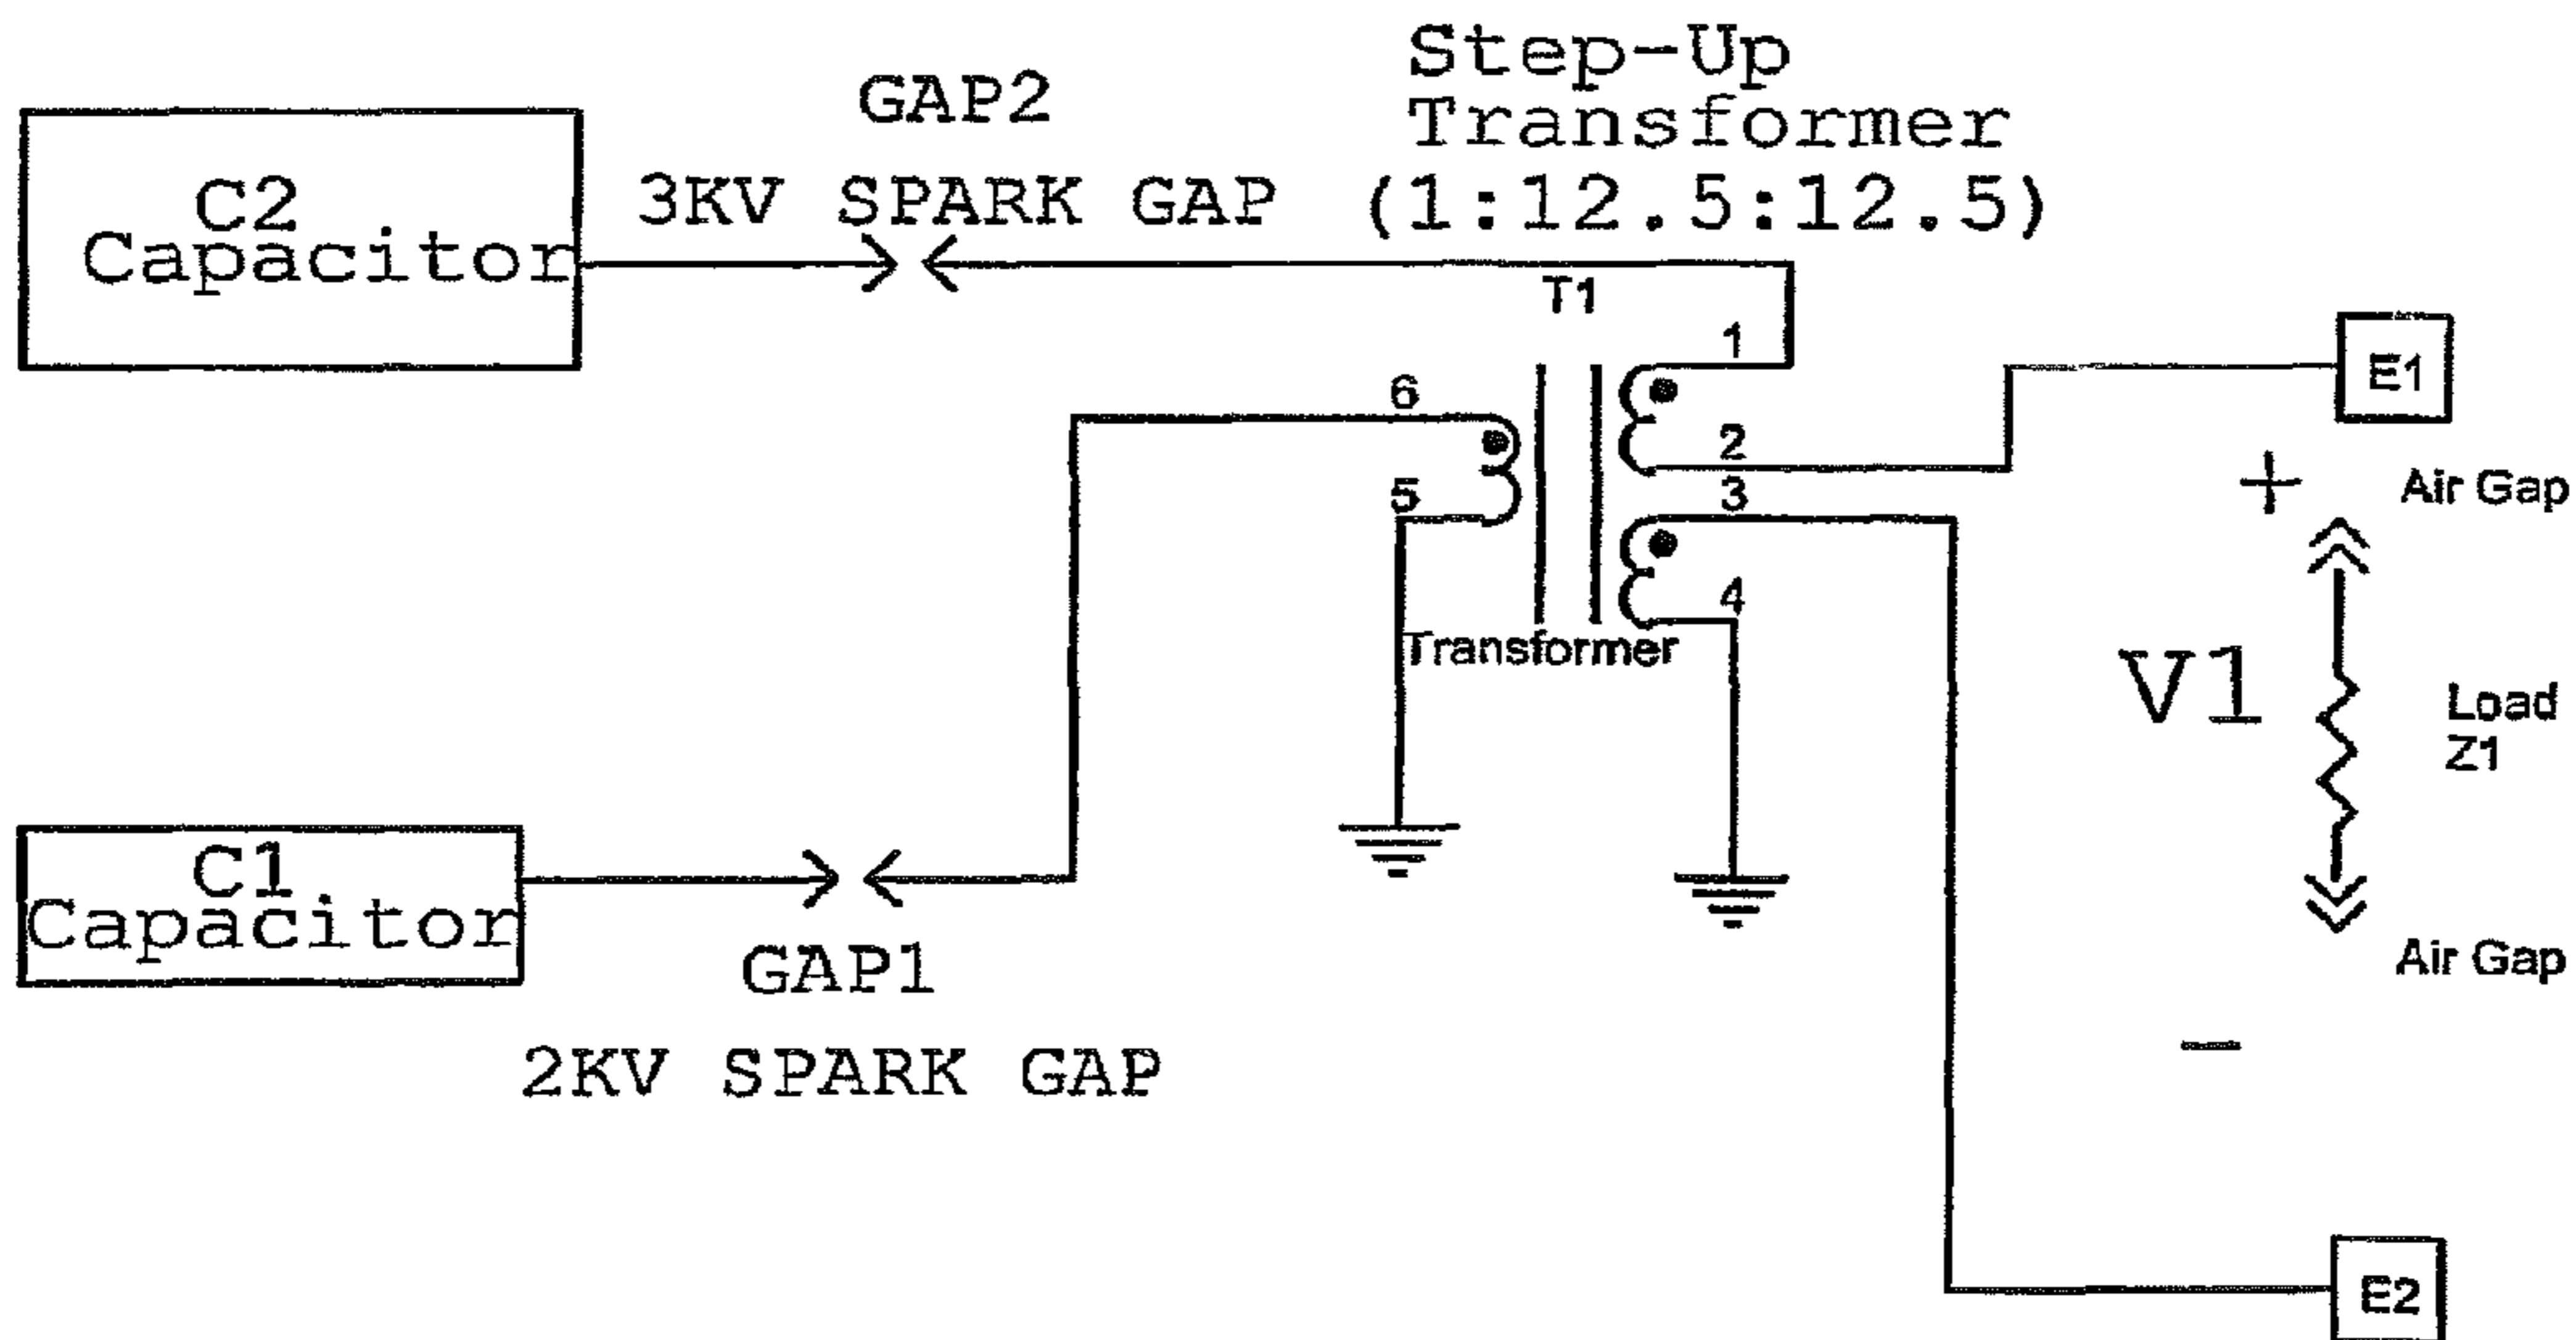 Step-Up
Transformer
(1:12.5:12.5)
GAP2
3KV SPARK GAP
C2
Capacitor
T1
1
2
3
4
6
5
Transformer
E1
+
Air Gap
V1
Load
Z1
Air Gap
-
C1
Capacitor
GAP1
2KV SPARK GAP
E2